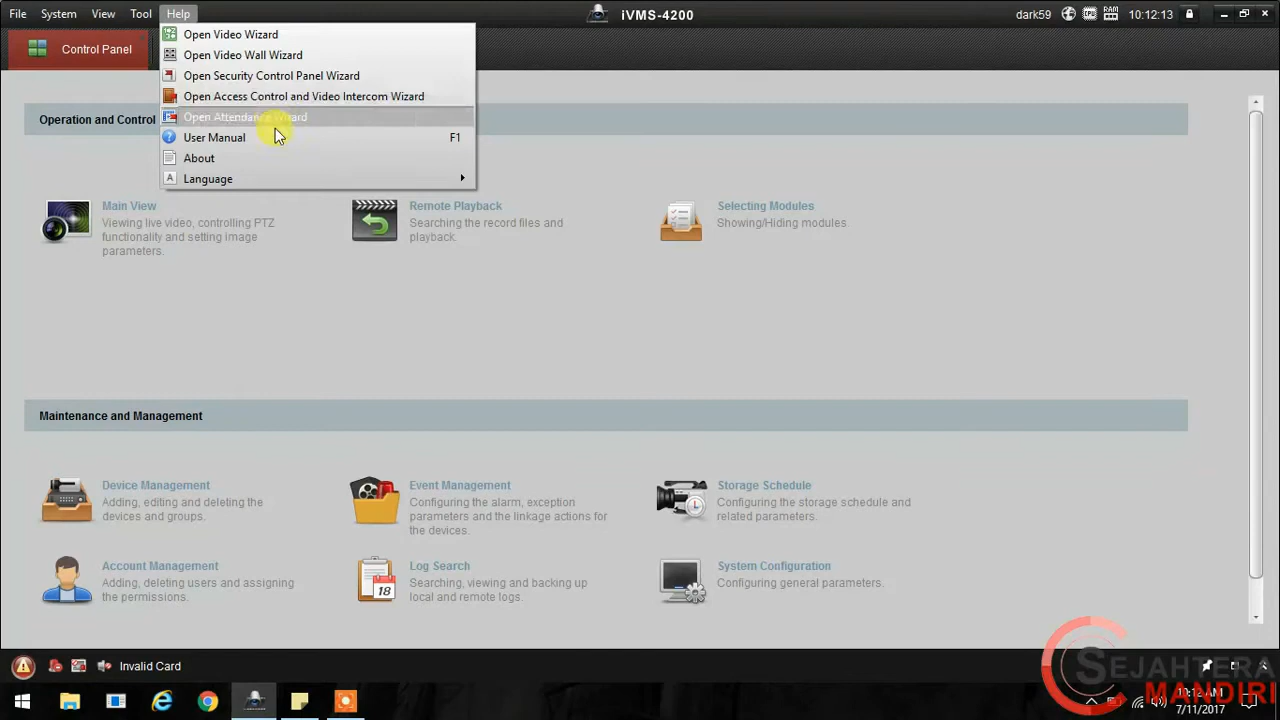 File System View Tool Help iVMS-4200 dark59 RAM 10:12:13
Control Panel
Open Video Wizard
Open Video Wall Wizard
Open Security Control Panel Wizard
Open Access Control and Video Intercom Wizard
Open Attendance Wizard
User Manual F1
About
A Language
Operation and Control
Main View
Viewing live video, controlling PTZ
functionality and setting image
parameters.
Remote Playback
Searching the record files and
playback.
Selecting Modules
Showing/Hiding modules.
Maintenance and Management
Device Management
Adding, editing and deleting the
devices and groups.
Event Management
Configuring the alarm, exception
parameters and the linkage actions for
the devices.
Storage Schedule
Configuring the storage schedule and
related parameters.
Account Management
Adding, deleting users and assigning
the permissions.
18
Log Search
Searching, viewing and backing up
local and remote logs.
System Configuration
Configuring general parameters.
Invalid Card
SEJAHTERA
MANDIRI
10:12 AM
7/11/2017